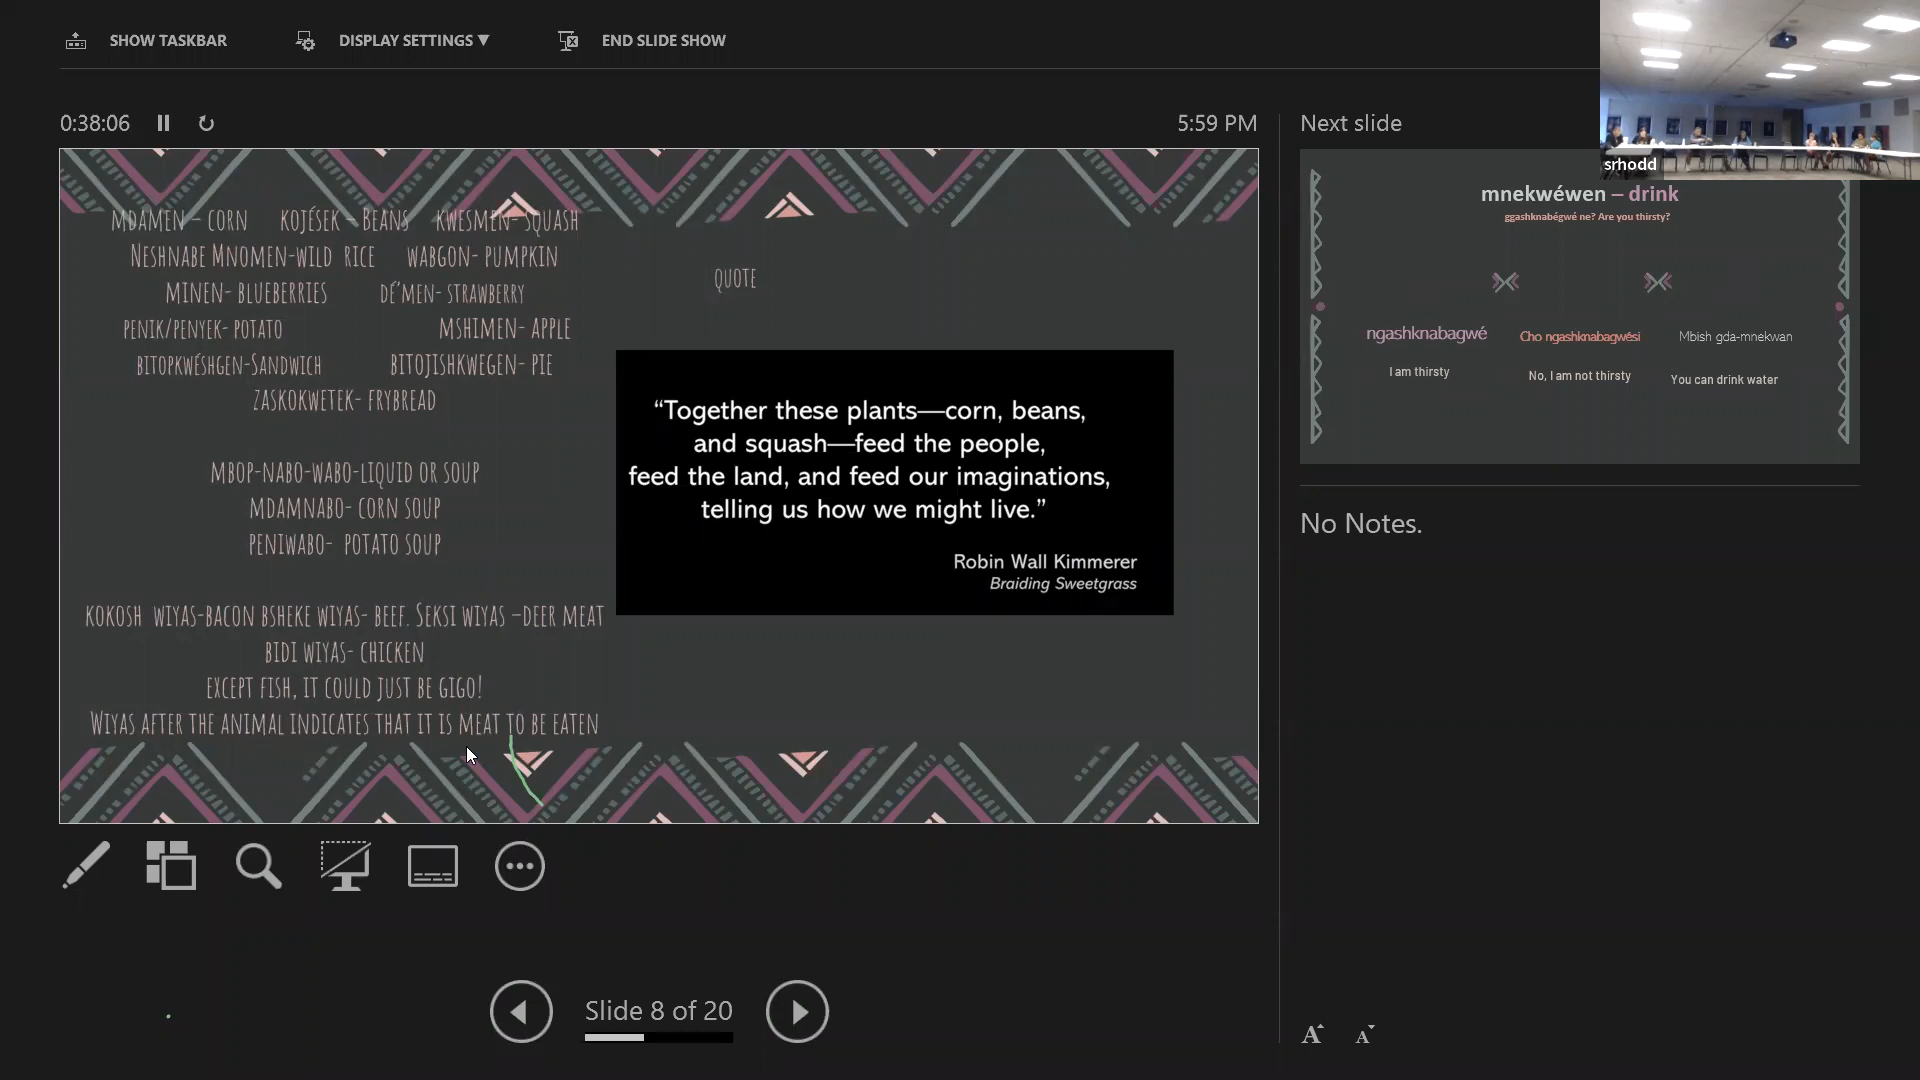 SHOW TASKBAR
DISPLAY SETTINGS ▼
END SLIDE SHOW
0:38:06
5:59 PM
MDAMEN – CORN KOJÉSEK – BEANS KWESMEN- SQUASH
NESHNABE MNOMEN-WILD RICE WABGON- PUMPKIN
MINEN- BLUEBERRIES DÉ'MEN- STRAWBERRY
PENIK/PENYEK- POTATO MSHIMEN- APPLE
BITOPKWÉSHGEN-SANDWICH BITOJISHKWEGEN- PIE
ZASKOKWETEK- FRYBREAD
MBOP-NABO-WABO-LIQUID OR SOUP
MDAMNABO- CORN SOUP
PENIWABO- POTATO SOUP
KOKOSH WIYAS-BACON BSHEKE WIYAS- BEEF. SEKSI WIYAS –DEER MEAT
BIDI WIYAS- CHICKEN
EXCEPT FISH, IT COULD JUST BE GIGO!
WIYAS AFTER THE ANIMAL INDICATES THAT IT IS MEAT TO BE EATEN
QUOTE
“Together these plants—corn, beans,
and squash—feed the people,
feed the land, and feed our imaginations,
telling us how we might live.”
Robin Wall Kimmerer
Braiding Sweetgrass
Slide 8 of 20
Next slide
srhodd
mnekwéwen – drink
ggashknabégwé ne? Are you thirsty?
ngashknabagwé
I am thirsty
Cho ngashknabagwési
No, I am not thirsty
Mbish gda-mnekwan
You can drink water
No Notes.
A A